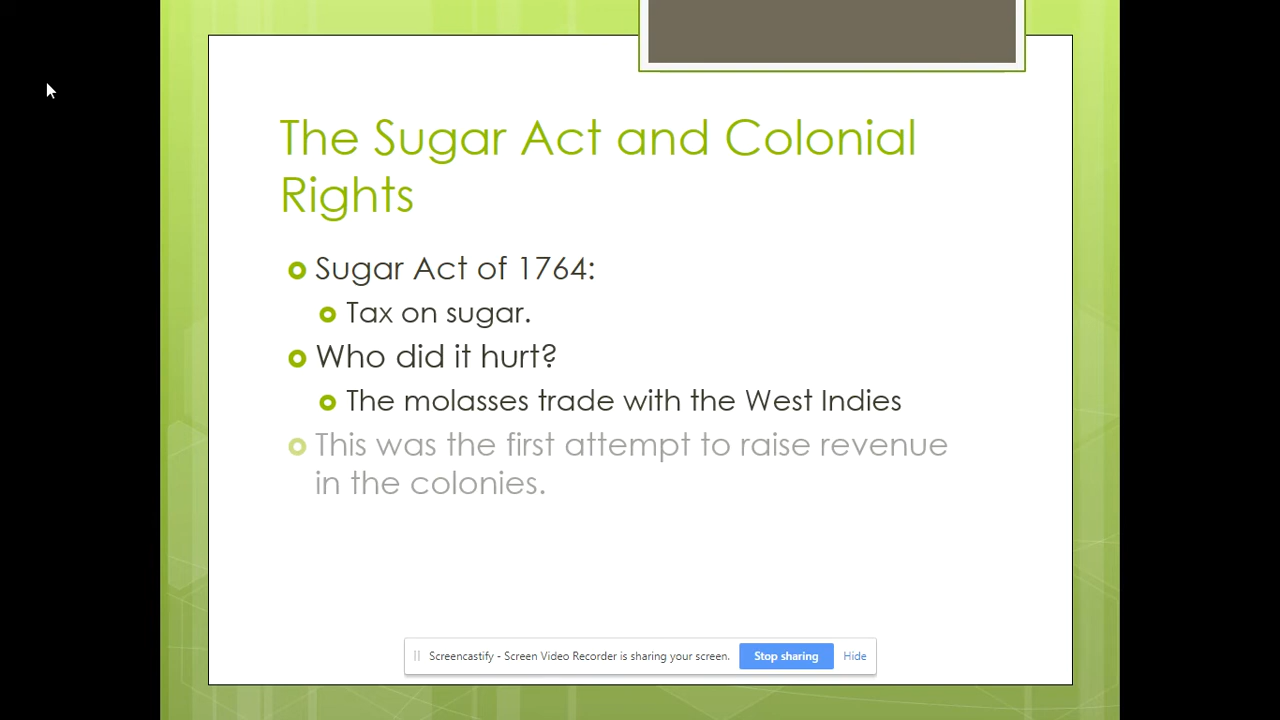 The Sugar Act and Colonial
Rights
Sugar Act of 1764:
Tax on sugar.
Who did it hurt?
The molasses trade with the West Indies
This was the first attempt to raise revenue
in the colonies.
Screencastify - Screen Video Recorder is sharing your screen. Stop sharing Hide